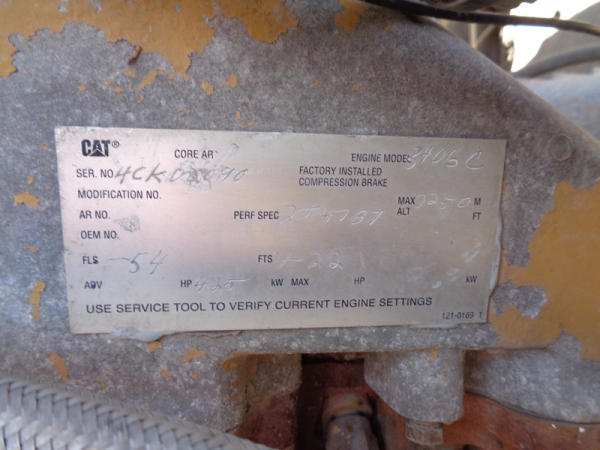 CAT® CORE AR ENGINE MODEL 3406C
SER. NO. FACTORY INSTALLED
COMPRESSION BRAKE
MODIFICATION NO.
AR NO. PERF SPEC MAX ALT M FT
OEM NO.
FLS -54 FTS
ADV HP KW MAX HP KW
USE SERVICE TOOL TO VERIFY CURRENT ENGINE SETTINGS
121-0169 1